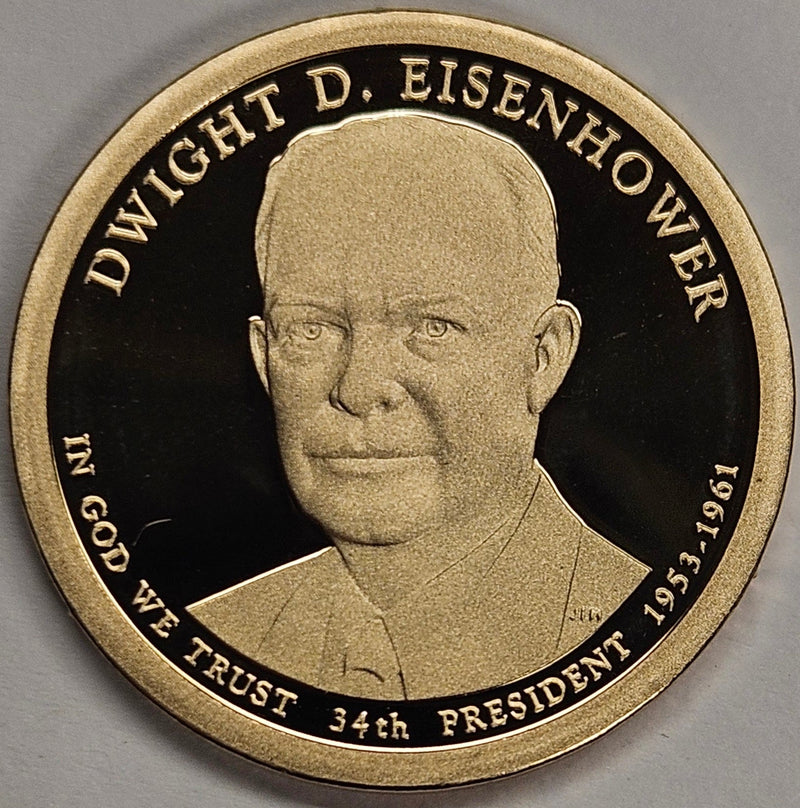 DWIGHT D. EISENHOWER
IN GOD WE TRUST 34th PRESIDENT 1953-1961